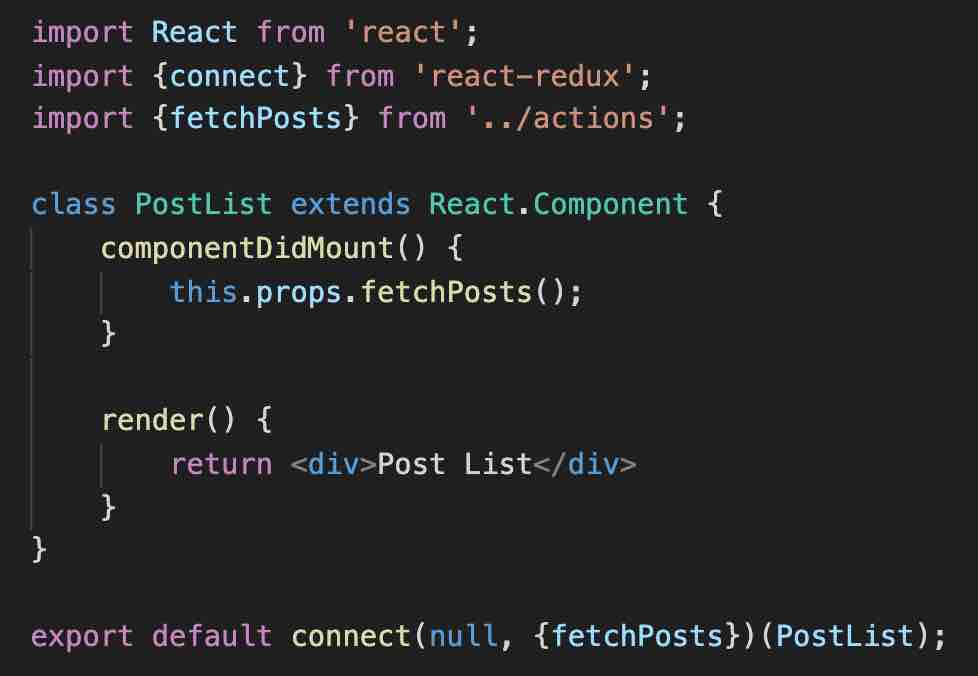 import React from 'react';
import {connect} from 'react-redux';
import {fetchPosts} from '../actions';

class PostList extends React.Component {
    componentDidMount() {
        this.props.fetchPosts();
    }

    render() {
        return <div>Post List</div>
    }
}

export default connect(null, {fetchPosts})(PostList);